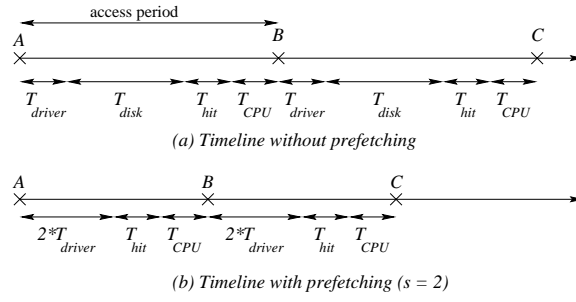 access period
A B C
T_driver T_disk T_hit T_CPU T_driver T_disk T_hit T_CPU
(a) Timeline without prefetching
A B C
2*T_driver T_hit T_CPU 2*T_driver T_hit T_CPU
(b) Timeline with prefetching (s = 2)